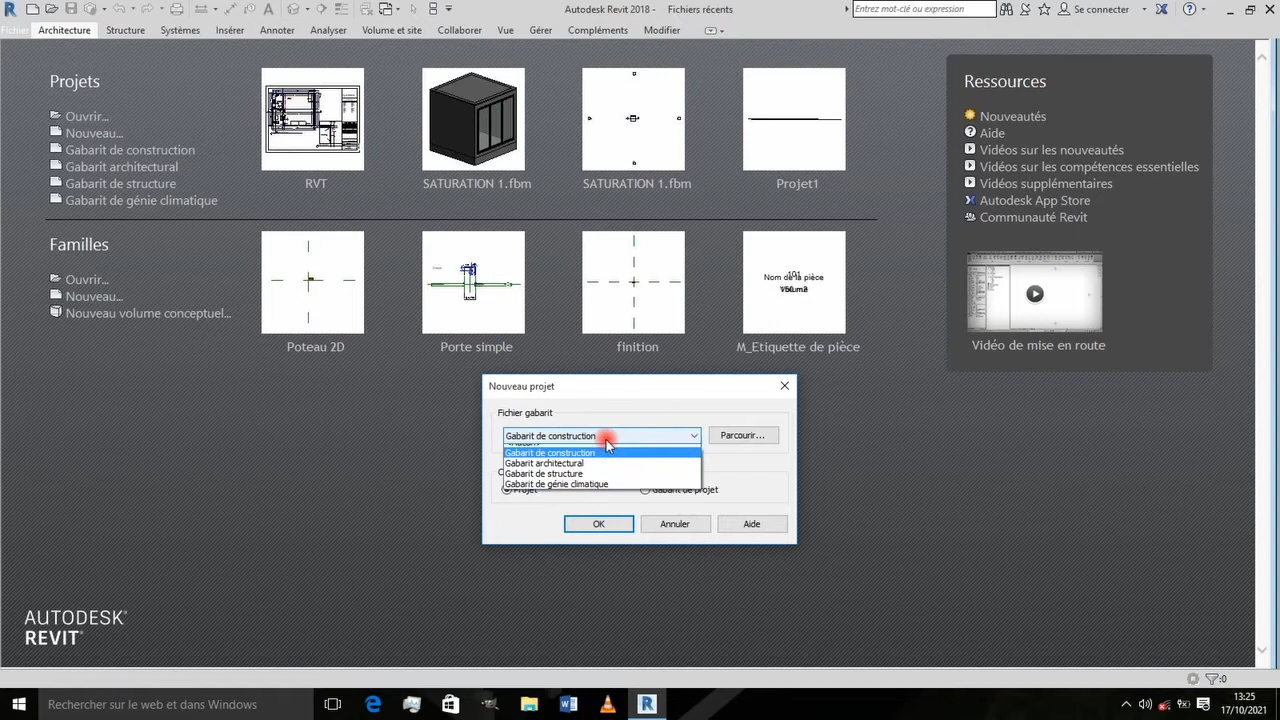 Autodesk Revit 2018 - Fichiers récents
Entrez mot-clé ou expression
Se connecter
Fichier
Architecture
Structure
Systèmes
Insérer
Annoter
Analyser
Volume et site
Collaborer
Vue
Gérer
Compléments
Modifier
Projets
Ouvrir...
Nouveau...
Gabarit de construction
Gabarit architectural
Gabarit de structure
Gabarit de génie climatique
RVT
SATURATION 1.fbm
SATURATION 1.fbm
Projet1
Familles
Ouvrir...
Nouveau...
Nouveau volume conceptuel...
Nom de la pièce
101
Poteau 2D
Porte simple
finition
M_Etiquette de pièce
Ressources
Nouveautés
Aide
Vidéos sur les nouveautés
Vidéos sur les compétences essentielles
Vidéos supplémentaires
Autodesk App Store
Communauté Revit
Vidéo de mise en route
Nouveau projet
Fichier gabarit
Gabarit de construction
Parcourir...
Gabarit de construction
Gabarit architectural
Gabarit de structure
Gabarit de génie climatique
Projet
Gabarit de projet
OK
Annuler
Aide
AUTODESK®
REVIT®
:0
Rechercher sur le web et dans Windows
13:25
17/10/2021